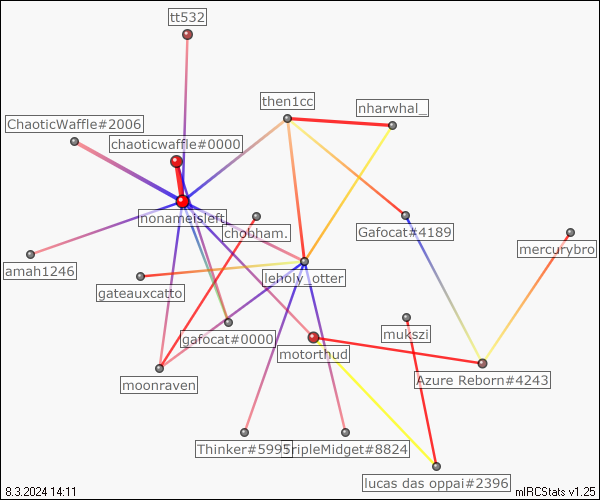 tt532
then1cc
nharwhal_
ChaoticWaffle#2006
chaoticwaffle#0000
nonameisleft
chobham.
Gafocat#4189
mercurybro
amah1246
leholy_otter
gateauxcatto
gafocat#0000
mukszi
motorthud
moonraven
Azure Reborn#4243
Thinker#5995
TripleMidget#8824
lucas das oppai#2396
8.3.2024 14:11
mIRCStats v1.25